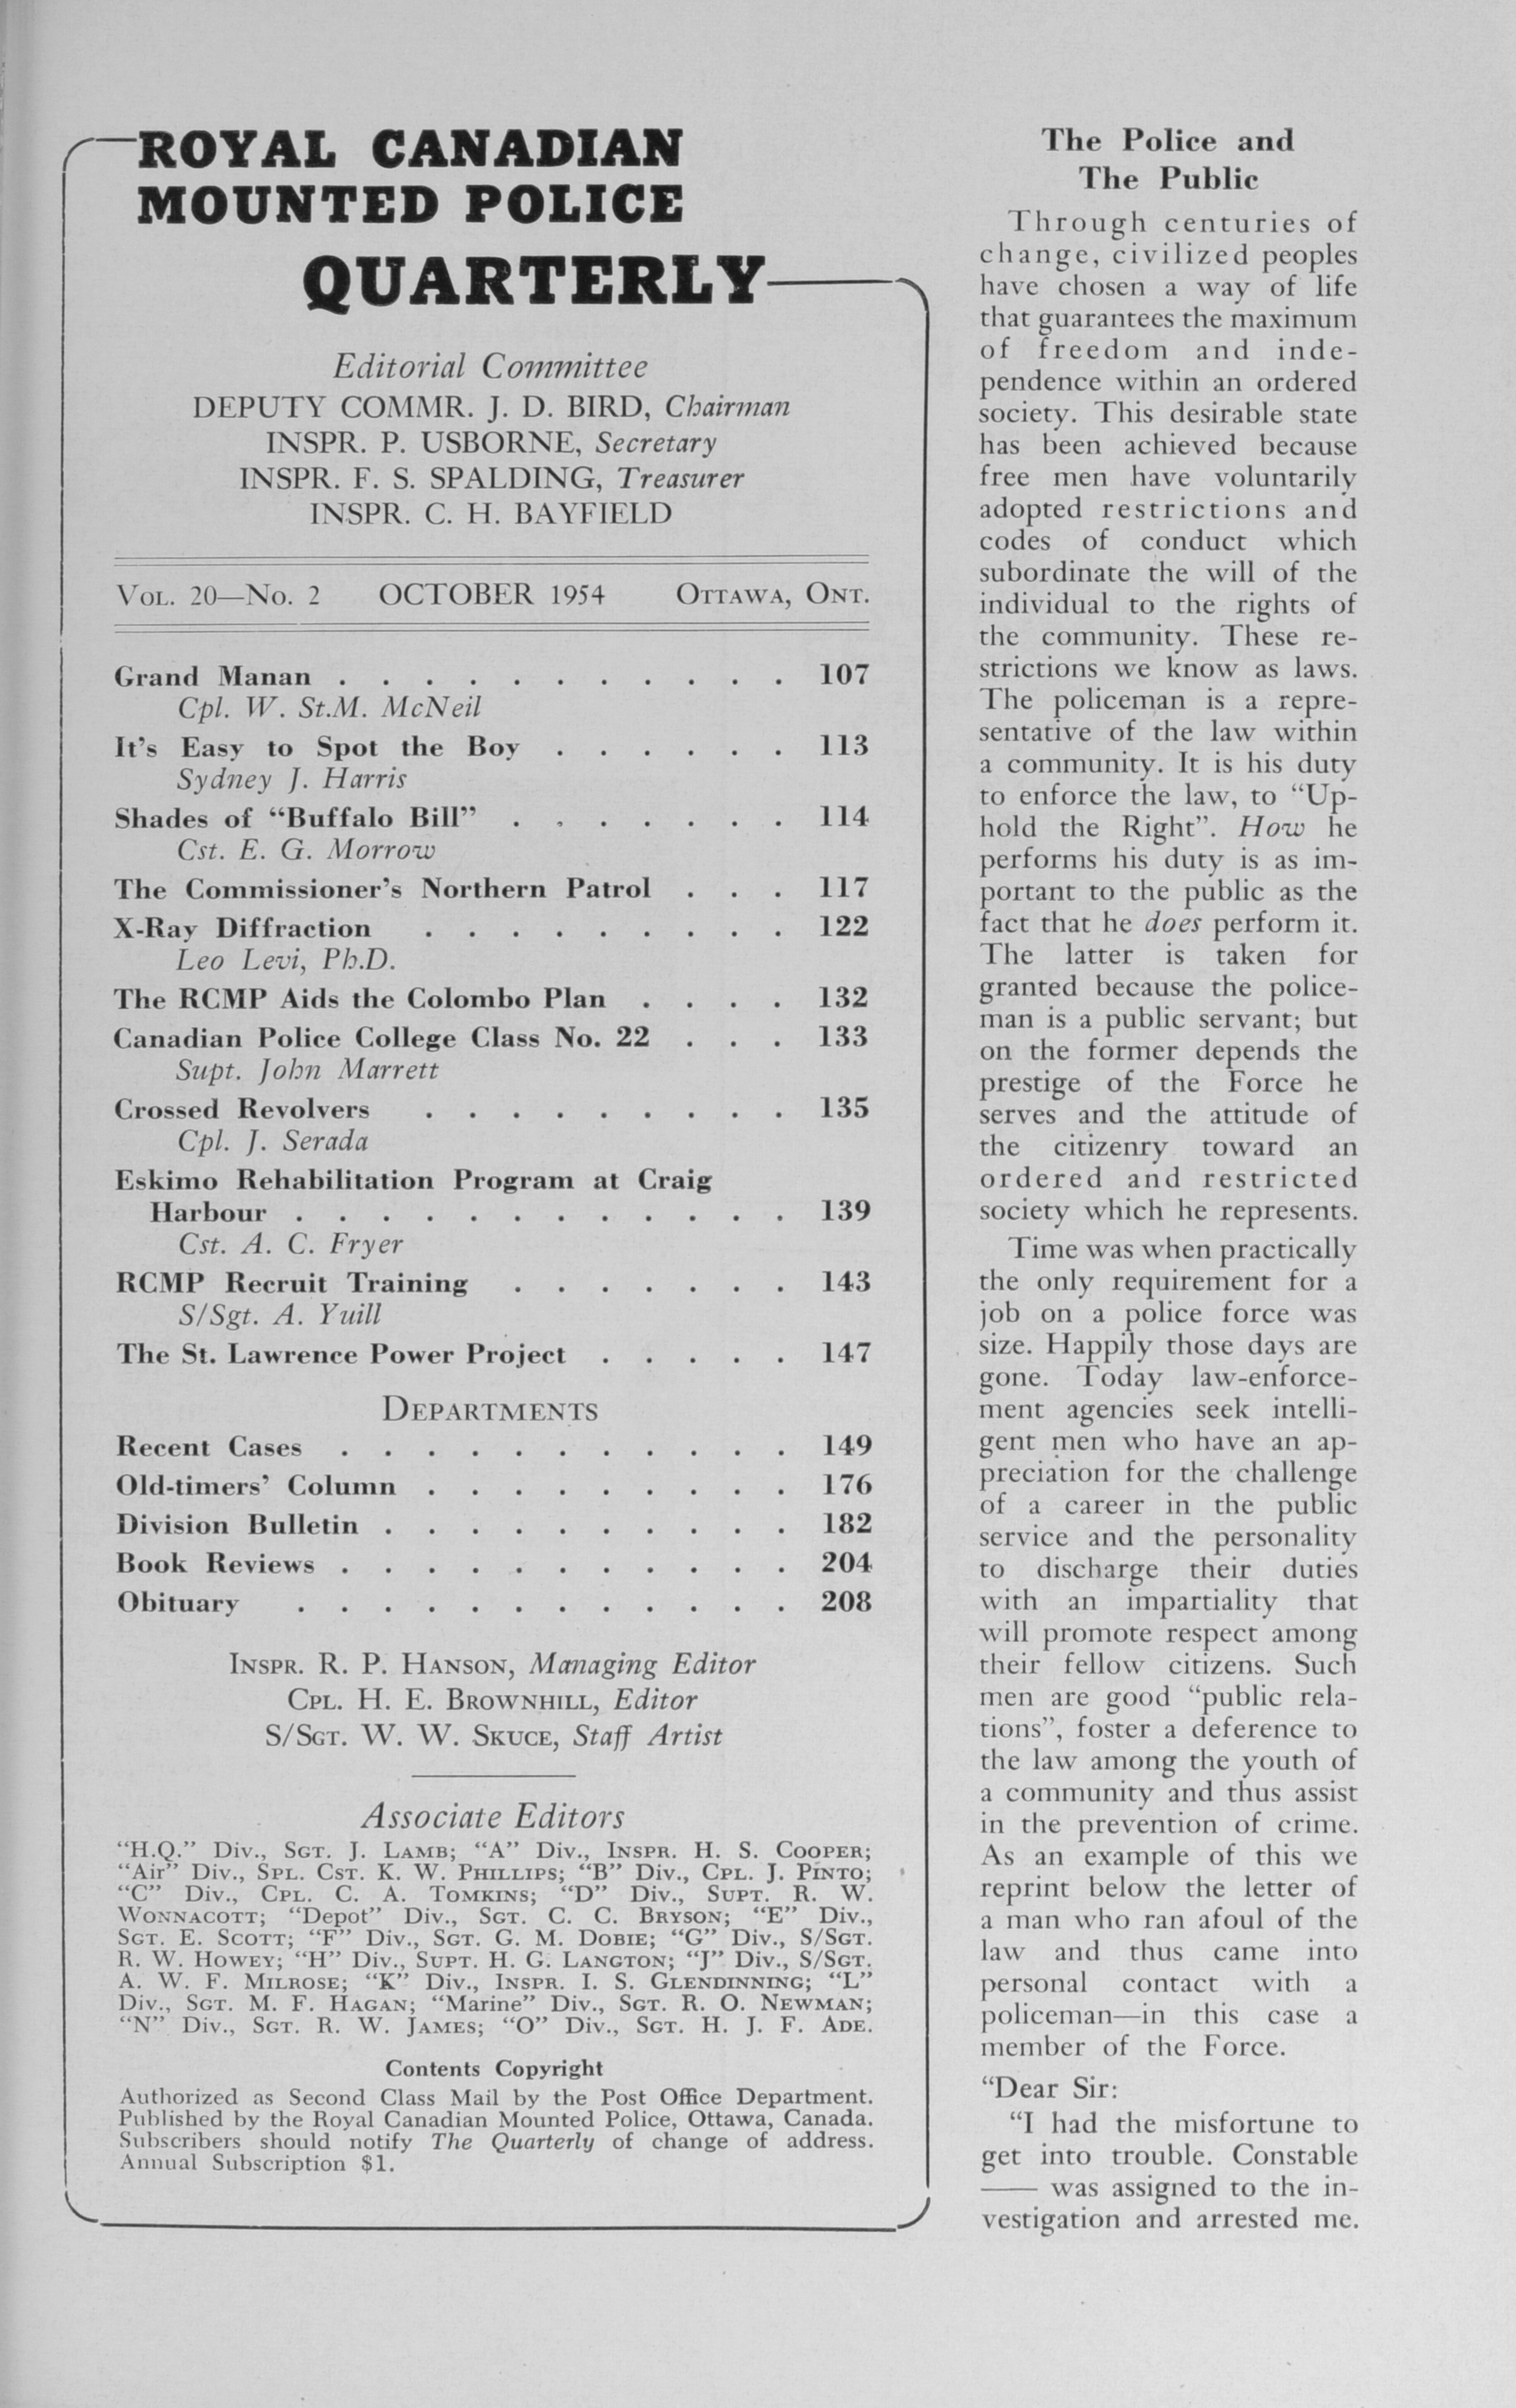 ROYAL CANADIAN
MOUNTED POLICE
QUARTERLY
Editorial Committee
DEPUTY COMMR. J. D. BIRD, Chairman
INSPR. P. USBORNE, Secretary
INSPR. F. S. SPALDING, Treasurer
INSPR. C. H. BAYFIELD
VOL. 20—NO. 2 OCTOBER 1954 OTTAWA, ONT.
Grand Manan . . . . . . . . . . . 107
Cpl. W. St.M. McNeil
It's Easy to Spot the Boy . . . . . . 113
Sydney J. Harris
Shades of “Buffalo Bill” . . . . . . . 114
Cst. E. G. Morrow
The Commissioner's Northern Patrol . . . 117
X-Ray Diffraction . . . . . . . . . 122
Leo Levi, Ph.D.
The RCMP Aids the Colombo Plan . . . . 132
Canadian Police College Class No. 22 . . . 133
Supt. John Marrett
Crossed Revolvers . . . . . . . . . 135
Cpl. J. Serada
Eskimo Rehabilitation Program at Craig
Harbour . . . . . . . . . . . . 139
Cst. A. C. Fryer
RCMP Recruit Training . . . . . . . 143
S/Sgt. A. Yuill
The St. Lawrence Power Project . . . . . 147
DEPARTMENTS
Recent Cases . . . . . . . . . . . 149
Old-timers' Column . . . . . . . . . 176
Division Bulletin . . . . . . . . . . 182
Book Reviews . . . . . . . . . . . 204
Obituary . . . . . . . . . . . . 208
INSPR. R. P. HANSON, Managing Editor
CPL. H. E. BROWNHILL, Editor
S/SGT. W. W. SKUCE, Staff Artist
Associate Editors
“H.Q.” Div., SGT. J. LAMB; “A” Div., INSPR. H. S. COOPER;
“Air” Div., SPL. CST. K. W. PHILLIPS; “B” Div., CPL. J. PINTO;
“C” Div., CPL. C. A. TOMKINS; “D” Div., SUPT. R. W.
WONNACOTT; “Depot” Div., SGT. C. C. BRYSON; “E” Div.,
SGT. E. SCOTT; “F” Div., SGT. G. M. DOBIE; “G” Div., S/SGT.
R. W. HOWEY; “H” Div., SUPT. H. G. LANGTON; “J” Div., S/SGT.
A. W. F. MILROSE; “K” Div., INSPR. I. S. GLENDINNING; “L”
Div., SGT. M. F. HAGAN; “Marine” Div., SGT. R. O. NEWMAN;
“N” Div., SGT. R. W. JAMES; “O” Div., SGT. H. J. F. ADE.
Contents Copyright
Authorized as Second Class Mail by the Post Office Department.
Published by the Royal Canadian Mounted Police, Ottawa, Canada.
Subscribers should notify The Quarterly of change of address.
Annual Subscription $1.
The Police and
The Public
Through centuries of
change, civilized peoples
have chosen a way of life
that guarantees the maximum
of freedom and inde-
pendence within an ordered
society. This desirable state
has been achieved because
free men have voluntarily
adopted restrictions and
codes of conduct which
subordinate the will of the
individual to the rights of
the community. These re-
strictions we know as laws.
The policeman is a repre-
sentative of the law within
a community. It is his duty
to enforce the law, to “Up-
hold the Right”. How he
performs his duty is as im-
portant to the public as the
fact that he does perform it.
The latter is taken for
granted because the police-
man is a public servant; but
on the former depends the
prestige of the Force he
serves and the attitude of
the citizenry toward an
ordered and restricted
society which he represents.
Time was when practically
the only requirement for a
job on a police force was
size. Happily those days are
gone. Today law-enforce-
ment agencies seek intelli-
gent men who have an ap-
preciation for the challenge
of a career in the public
service and the personality
to discharge their duties
with an impartiality that
will promote respect among
their fellow citizens. Such
men are good “public rela-
tions”, foster a deference to
the law among the youth of
a community and thus assist
in the prevention of crime.
As an example of this we
reprint below the letter of
a man who ran afoul of the
law and thus came into
personal contact with a
policeman—in this case a
member of the Force.
“Dear Sir:
“I had the misfortune to
get into trouble. Constable
—— was assigned to the in-
vestigation and arrested me.